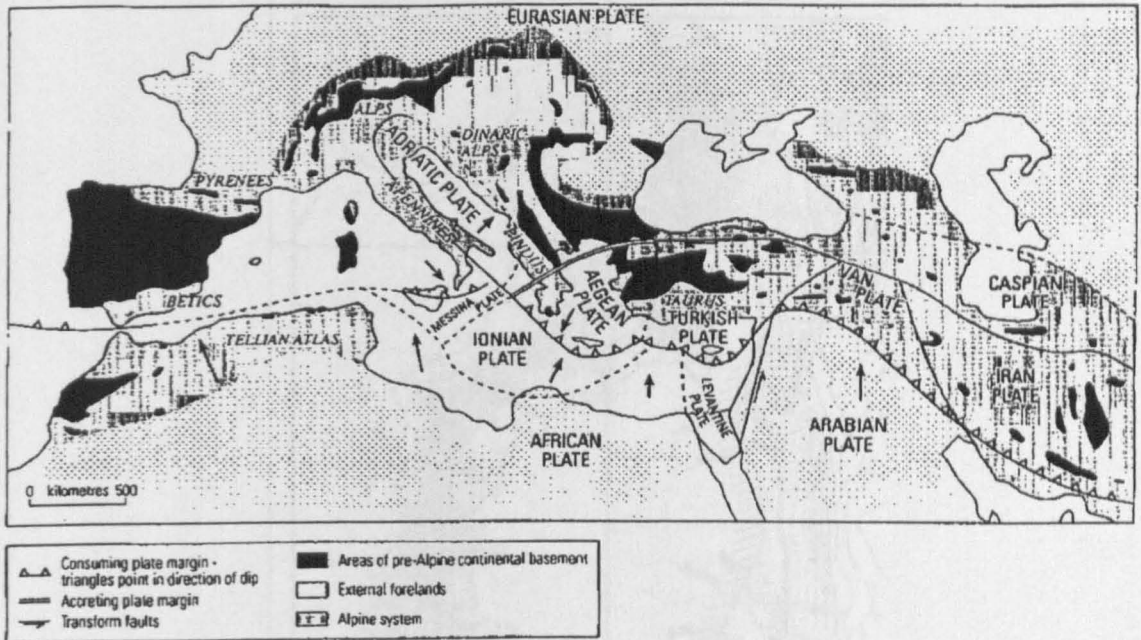 EURASIAN PLATE
ALPS
DINARIC
ALPS
ADRIATIC PLATE
PYRENEES
APENNINES
PINDUS
BETICS
TELLIAN ATLAS
MESSINA PLATE
IONIAN
PLATE
AEGEAN
PLATE
TAURUS
TURKISH
PLATE
VAN
PLATE
CASPIAN
PLATE
IRAN
PLATE
LEVANTINE
PLATE
ARABIAN
PLATE
AFRICAN
PLATE
0 kilometres 500
Consuming plate margin -
triangles point in direction of dip
Accreting plate margin
Transform faults
Areas of pre-Alpine continental basement
External forelands
Alpine system